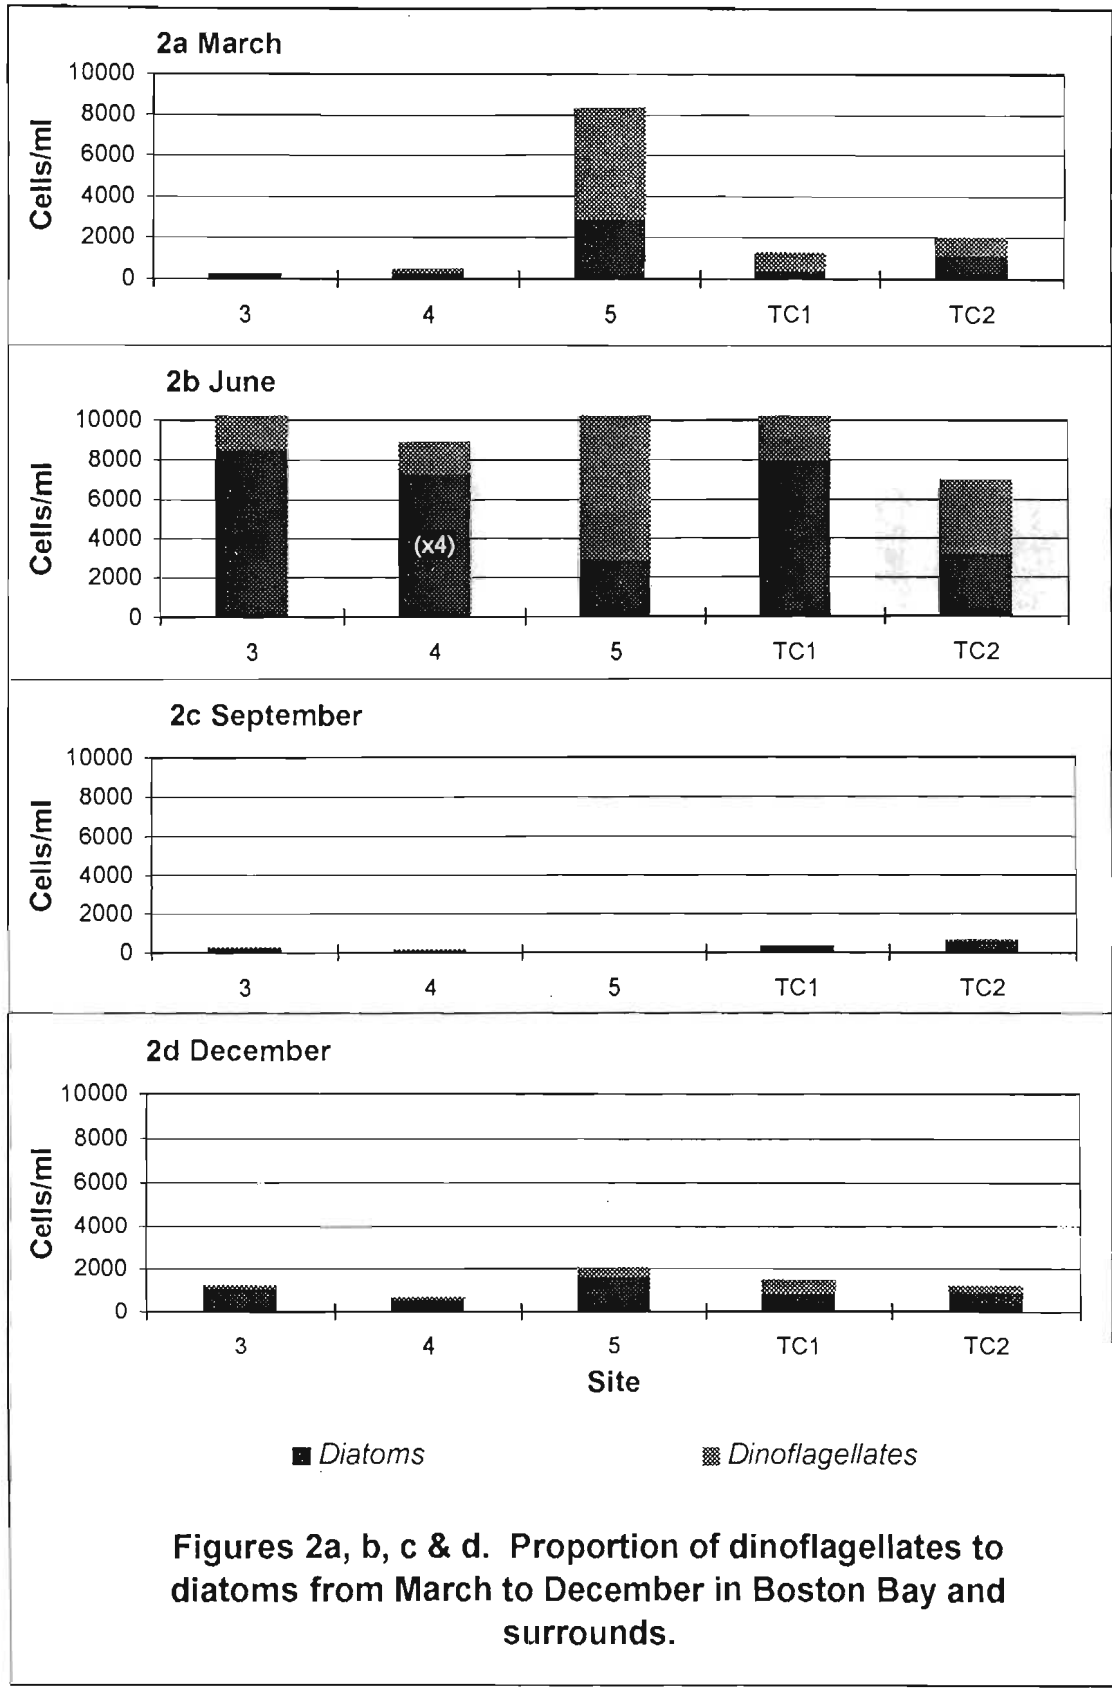 2a March
10000
8000
6000
4000
2000
0
Cells/ml
3 4 5 TC1 TC2
2b June
10000
8000
6000
4000
2000
0
Cells/ml
(x4)
3 4 5 TC1 TC2
2c September
10000
8000
6000
4000
2000
0
Cells/ml
3 4 5 TC1 TC2
2d December
10000
8000
6000
4000
2000
0
Cells/ml
3 4 5 TC1 TC2
Site
Diatoms Dinoflagellates
Figures 2a, b, c & d. Proportion of dinoflagellates to
diatoms from March to December in Boston Bay and
surrounds.